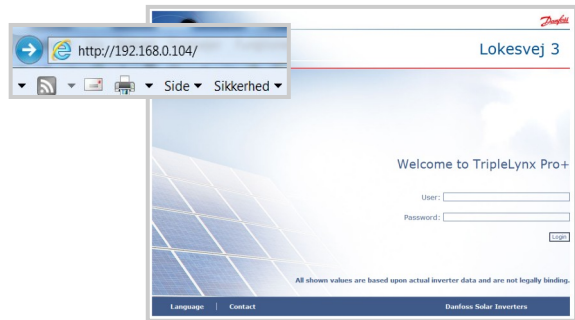 http://192.168.0.104/
Side Sikkerhed
Danfoss
Lokesvej 3
Welcome to TripleLynx Pro+
User:
Password:
Login
All shown values are based upon actual inverter data and are not legally binding.
Language | Contact Danfoss Solar Inverters